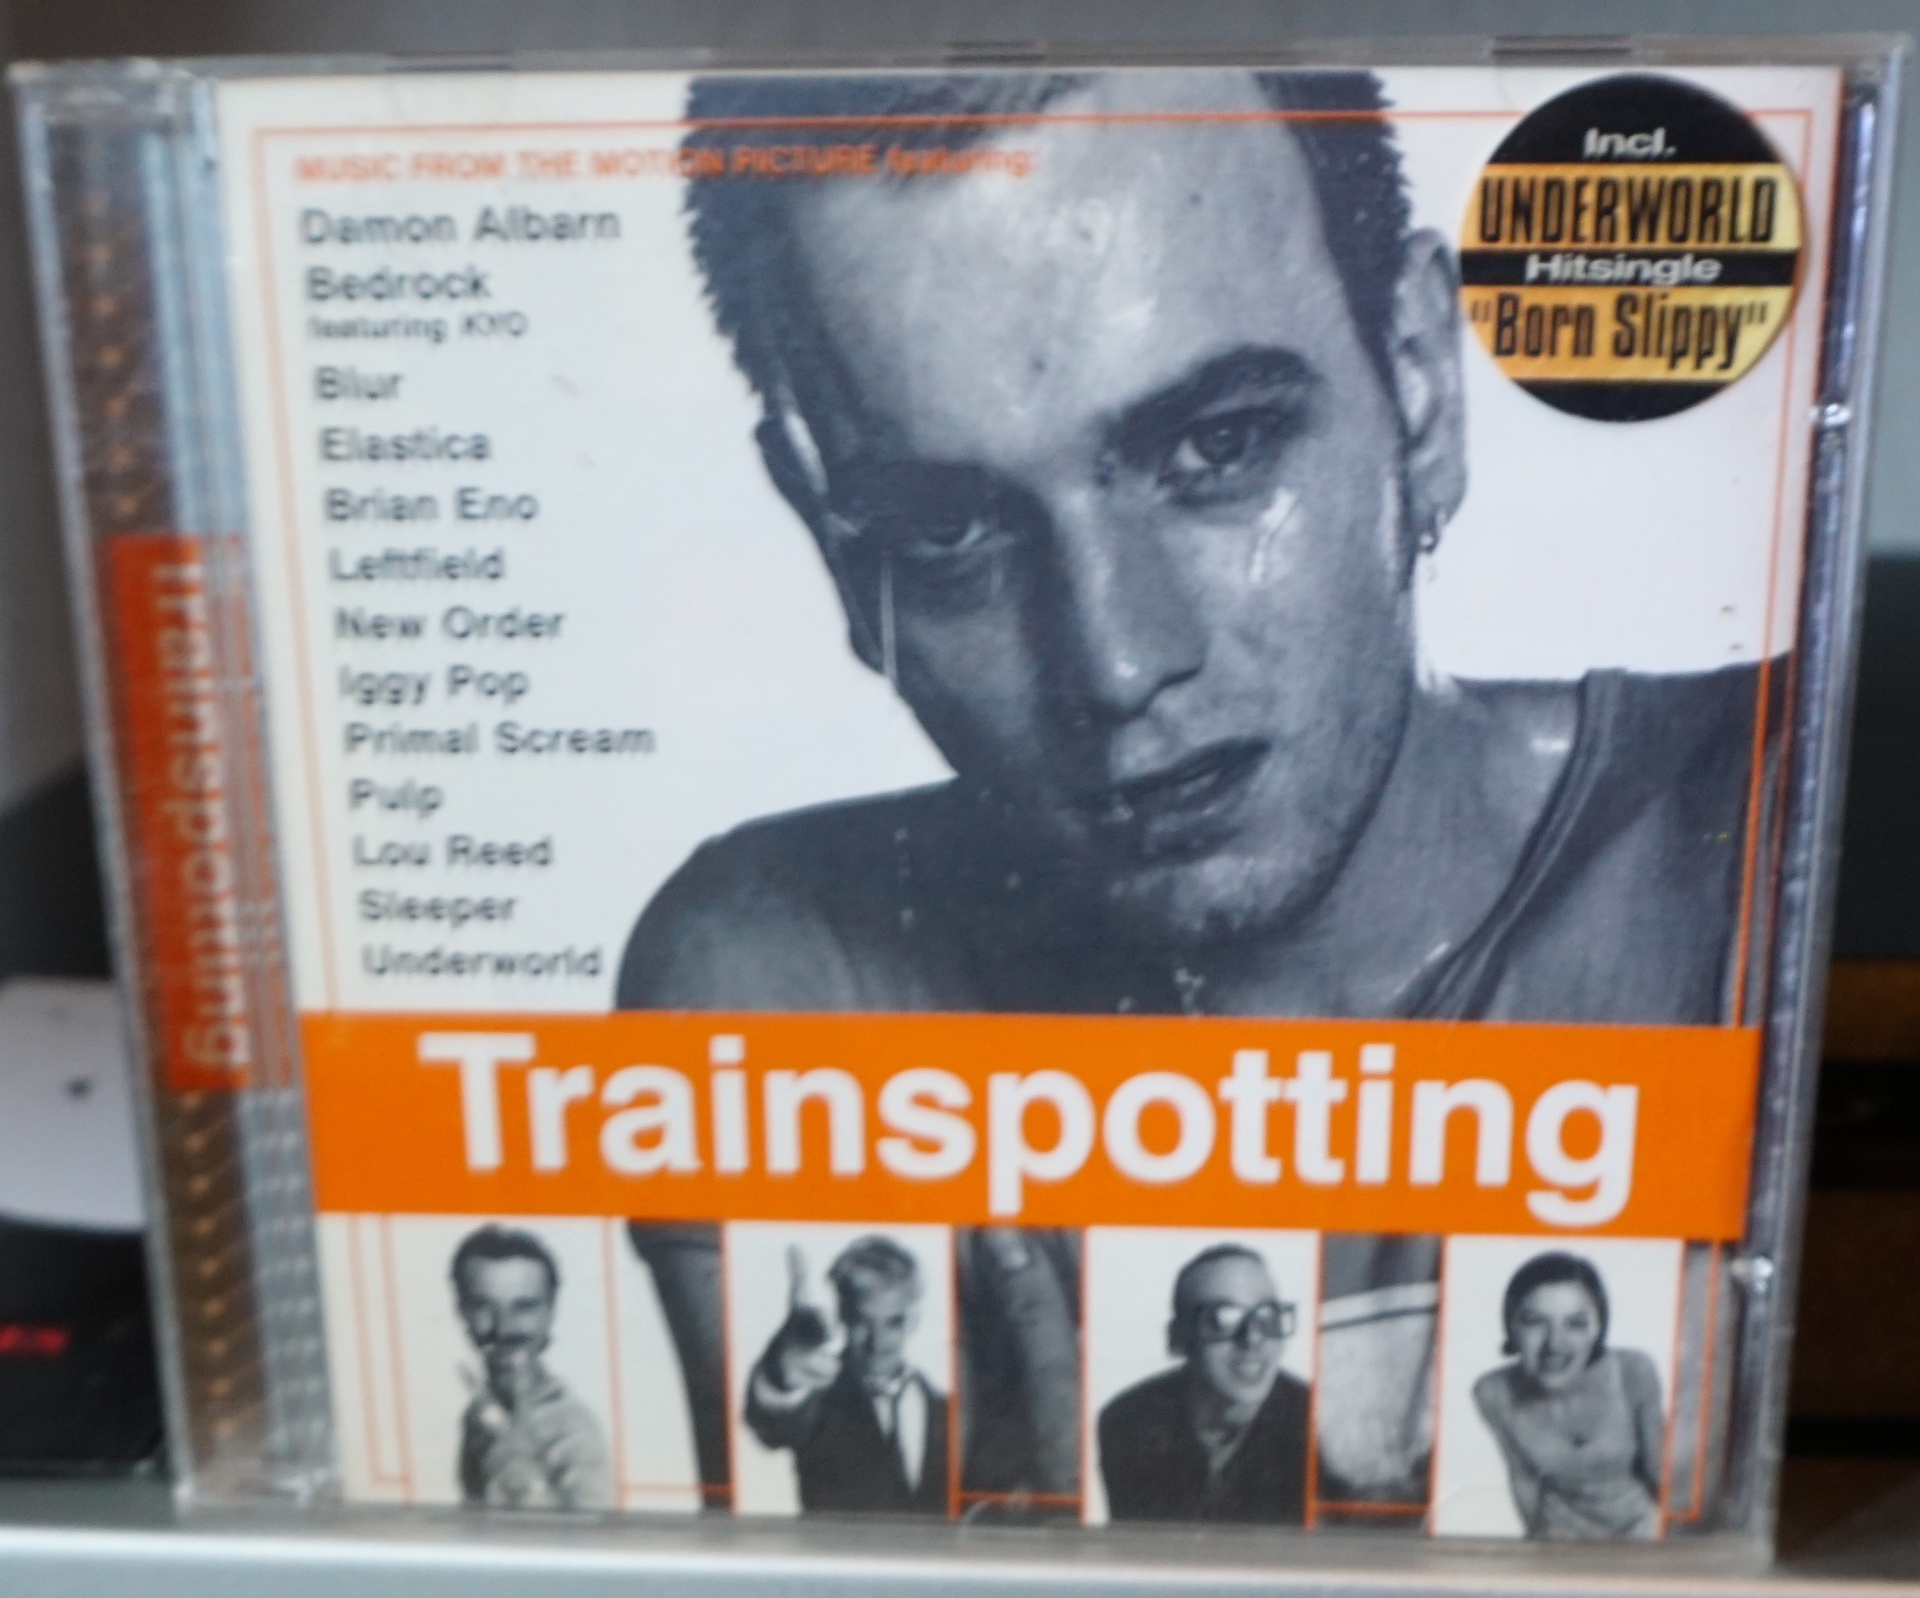 MUSIC FROM THE MOTION PICTURE featuring:
Damon Albarn
Bedrock
featuring KYO
Blur
Elastica
Brian Eno
Leftfield
New Order
Iggy Pop
Primal Scream
Pulp
Lou Reed
Sleeper
Underworld
Incl.
UNDERWORLD
Hitsingle
"Born Slippy"
Trainspotting
Trainspotting